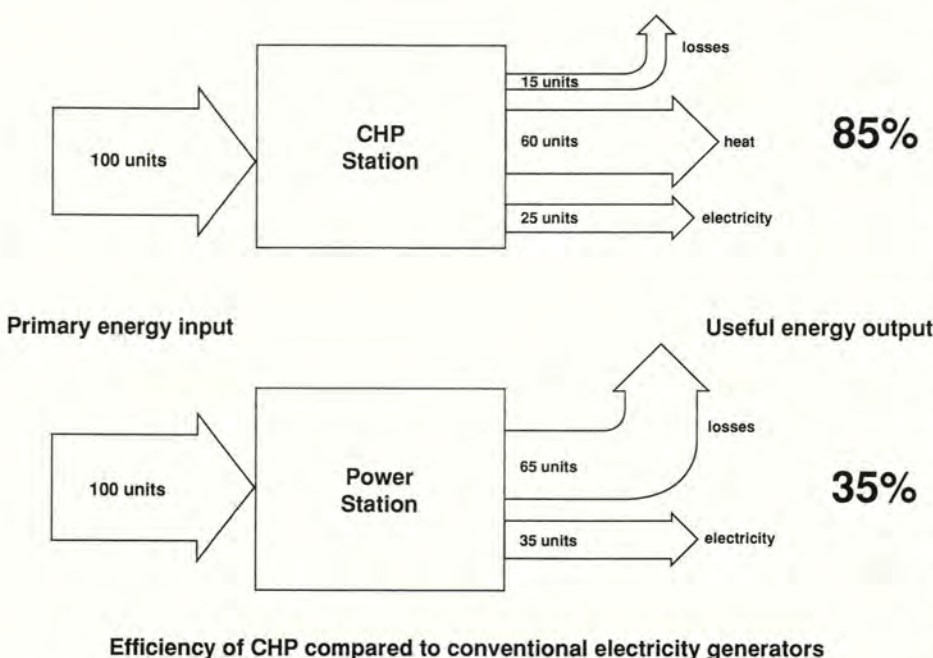 losses
15 units
CHP
Station
100 units
60 units
heat
85%
25 units
electricity
Primary energy input
Useful energy output
losses
Power
Station
100 units
65 units
35%
35 units
electricity
Efficiency of CHP compared to conventional electricity generators